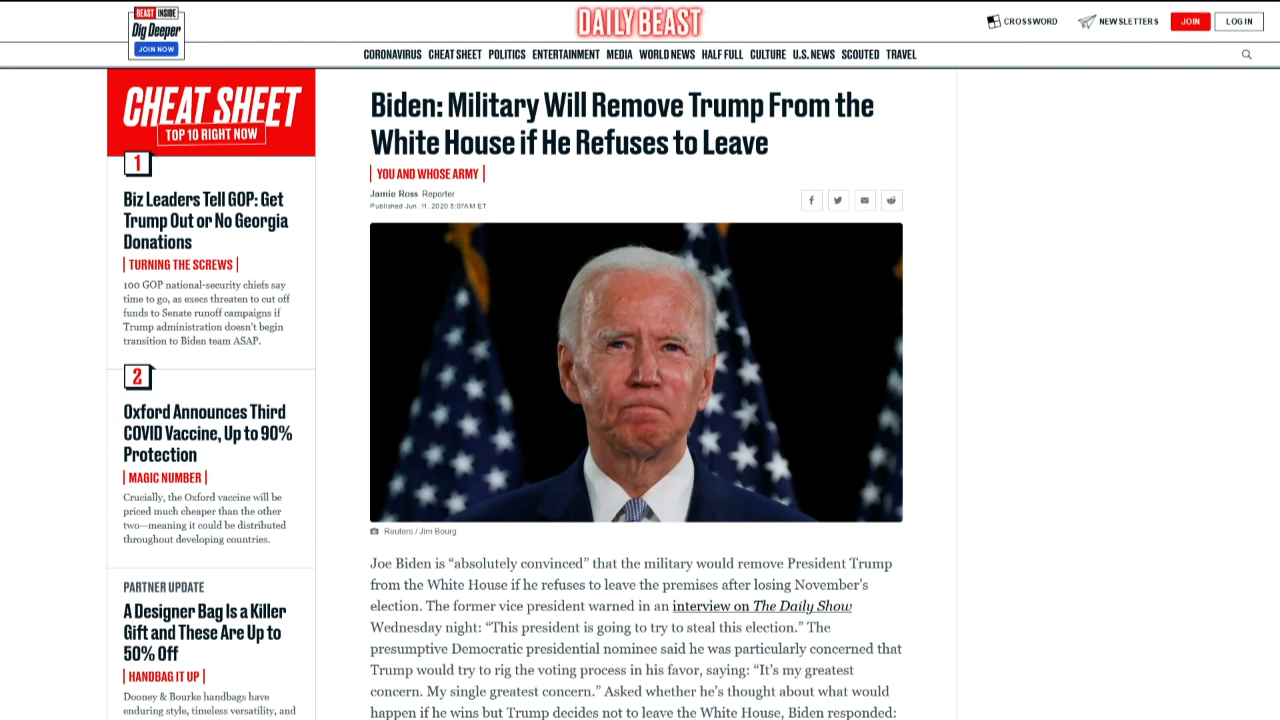 BEAST INSIDE
Dig Deeper
JOIN NOW
DAILY BEAST
CROSSWORD
NEWSLETTERS
JOIN
LOG IN
CORONAVIRUS CHEAT SHEET POLITICS ENTERTAINMENT MEDIA WORLD NEWS HALF FULL CULTURE U.S. NEWS SCOUTED TRAVEL
CHEAT SHEET
TOP 10 RIGHT NOW
1
Biz Leaders Tell GOP: Get
Trump Out or No Georgia
Donations
TURNING THE SCREWS
100 GOP national-security chiefs say
time to go, as execs threaten to cut off
funds to Senate runoff campaigns if
Trump administration doesn't begin
transition to Biden team ASAP.
2
Oxford Announces Third
COVID Vaccine, Up to 90%
Protection
MAGIC NUMBER
Crucially, the Oxford vaccine will be
priced much cheaper than the other
two—meaning it could be distributed
throughout developing countries.
PARTNER UPDATE
A Designer Bag Is a Killer
Gift and These Are Up to
50% Off
HANDBAG IT UP
Dooney & Bourke handbags have
enduring style, timeless versatility, and
Biden: Military Will Remove Trump From the
White House if He Refuses to Leave
YOU AND WHOSE ARMY
Jamie Ross Reporter
Published Jun. 11, 2020 5:07AM ET
Reuters / Jim Bourg
Joe Biden is “absolutely convinced” that the military would remove President Trump
from the White House if he refuses to leave the premises after losing November's
election. The former vice president warned in an interview on The Daily Show
Wednesday night: “This president is going to try to steal this election.” The
presumptive Democratic presidential nominee said he was particularly concerned that
Trump would try to rig the voting process in his favor, saying: “It's my greatest
concern. My single greatest concern.” Asked whether he's thought about what would
happen if he wins but Trump decides not to leave the White House, Biden responded: